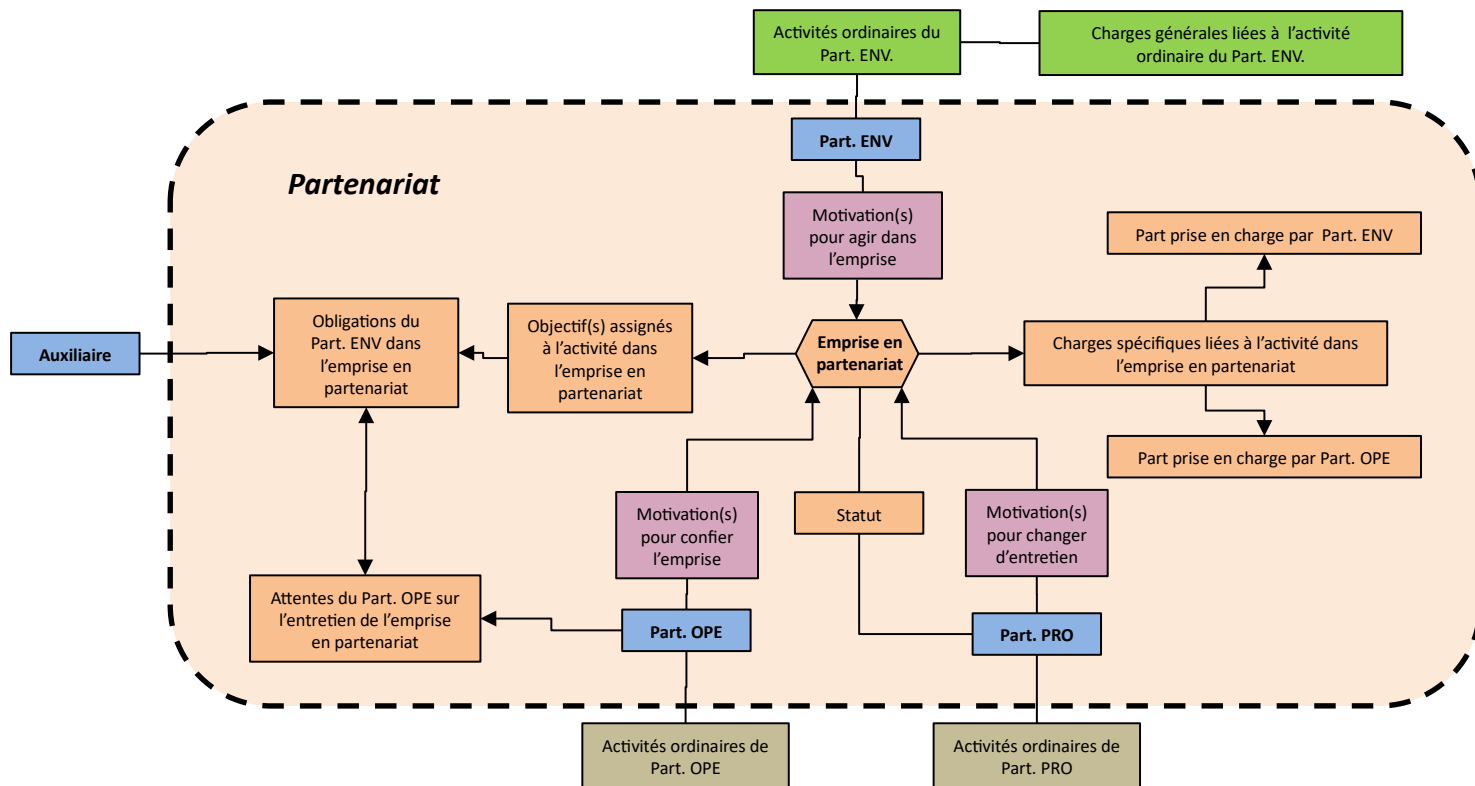 Activités ordinaires du
Part. ENV.
Charges générales liées à l’activité
ordinaire du Part. ENV.
Part. ENV
Partenariat
Motivation(s)
pour agir dans
l’emprise
Part prise en charge par Part. ENV
Auxiliaire
Obligations du
Part. ENV dans
l’emprise en
partenariat
Objectif(s) assignés
à l’activité dans
l’emprise en
partenariat
Emprise en
partenariat
Charges spécifiques liées à l’activité dans
l’emprise en partenariat
Part prise en charge par Part. OPE
Motivation(s)
pour confier
l’emprise
Statut
Motivation(s)
pour changer
d’entretien
Attentes du Part. OPE sur
l’entretien de l’emprise
en partenariat
Part. OPE
Part. PRO
Activités ordinaires de
Part. OPE
Activités ordinaires de
Part. PRO